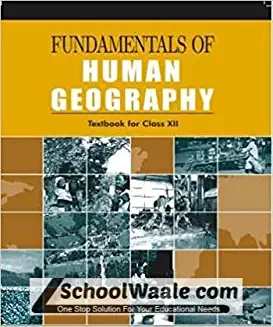 FUNDAMENTALS OF
HUMAN
GEOGRAPHY
Textbook for Class XII
SchoolWaale.com
One Stop Solution For Your Educational Needs